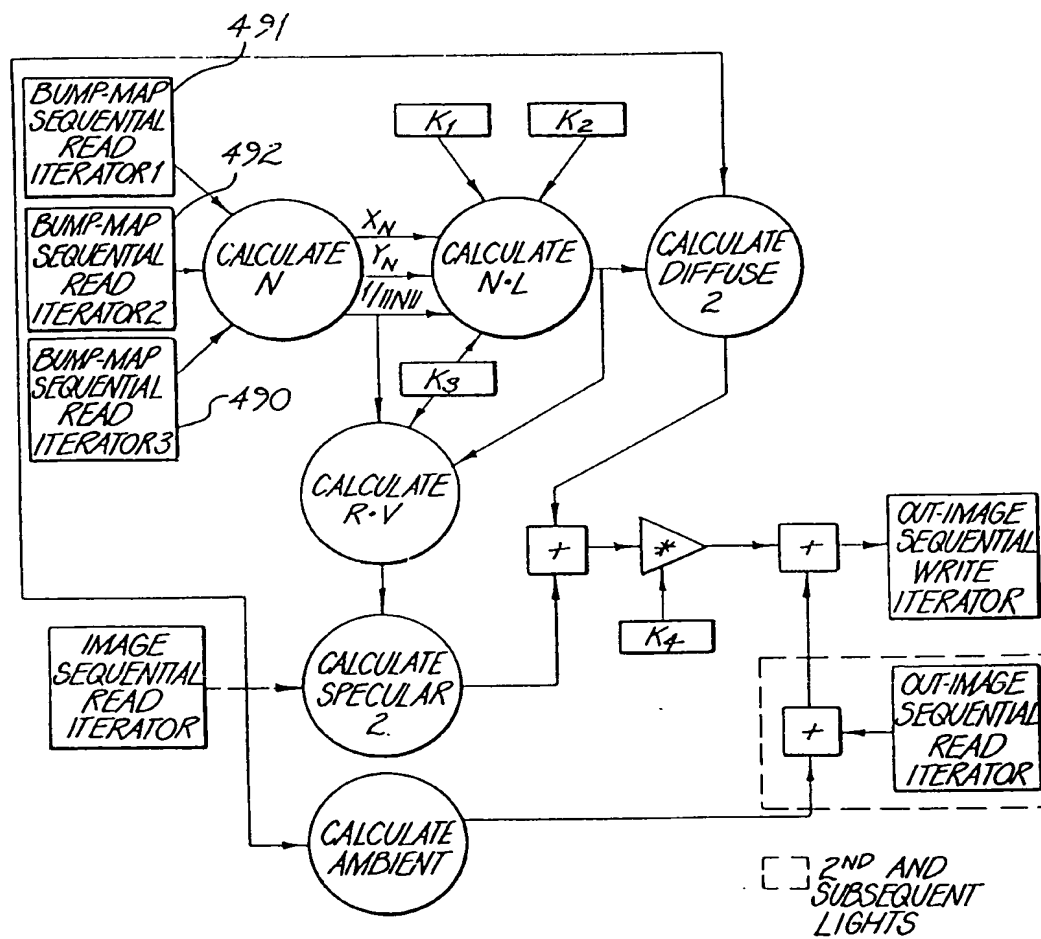 491
BUMP-MAP
SEQUENTIAL
READ
ITERATOR1
492
BUMP-MAP
SEQUENTIAL
READ
ITERATOR2
BUMP-MAP
SEQUENTIAL
READ
ITERATOR3
490
CALCULATE
N
XN
YN
1/||N||
K1
K2
CALCULATE
N•L
K3
CALCULATE
DIFFUSE
2
CALCULATE
R•V
+
*
K4
+
OUT-IMAGE
SEQUENTIAL
WRITE
ITERATOR
IMAGE
SEQUENTIAL
READ
ITERATOR
CALCULATE
SPECULAR
2.
+
OUT-IMAGE
SEQUENTIAL
READ
ITERATOR
CALCULATE
AMBIENT
2ND AND
SUBSEQUENT
LIGHTS